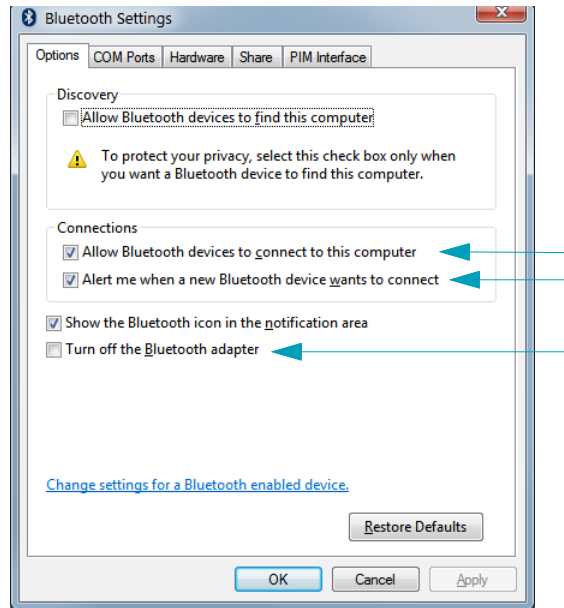 Bluetooth Settings
Options COM Ports Hardware Share PIM Interface
Discovery
Allow Bluetooth devices to find this computer
To protect your privacy, select this check box only when
you want a Bluetooth device to find this computer.
Connections
Allow Bluetooth devices to connect to this computer
Alert me when a new Bluetooth device wants to connect
Show the Bluetooth icon in the notification area
Turn off the Bluetooth adapter
Change settings for a Bluetooth enabled device.
Restore Defaults
OK Cancel Apply